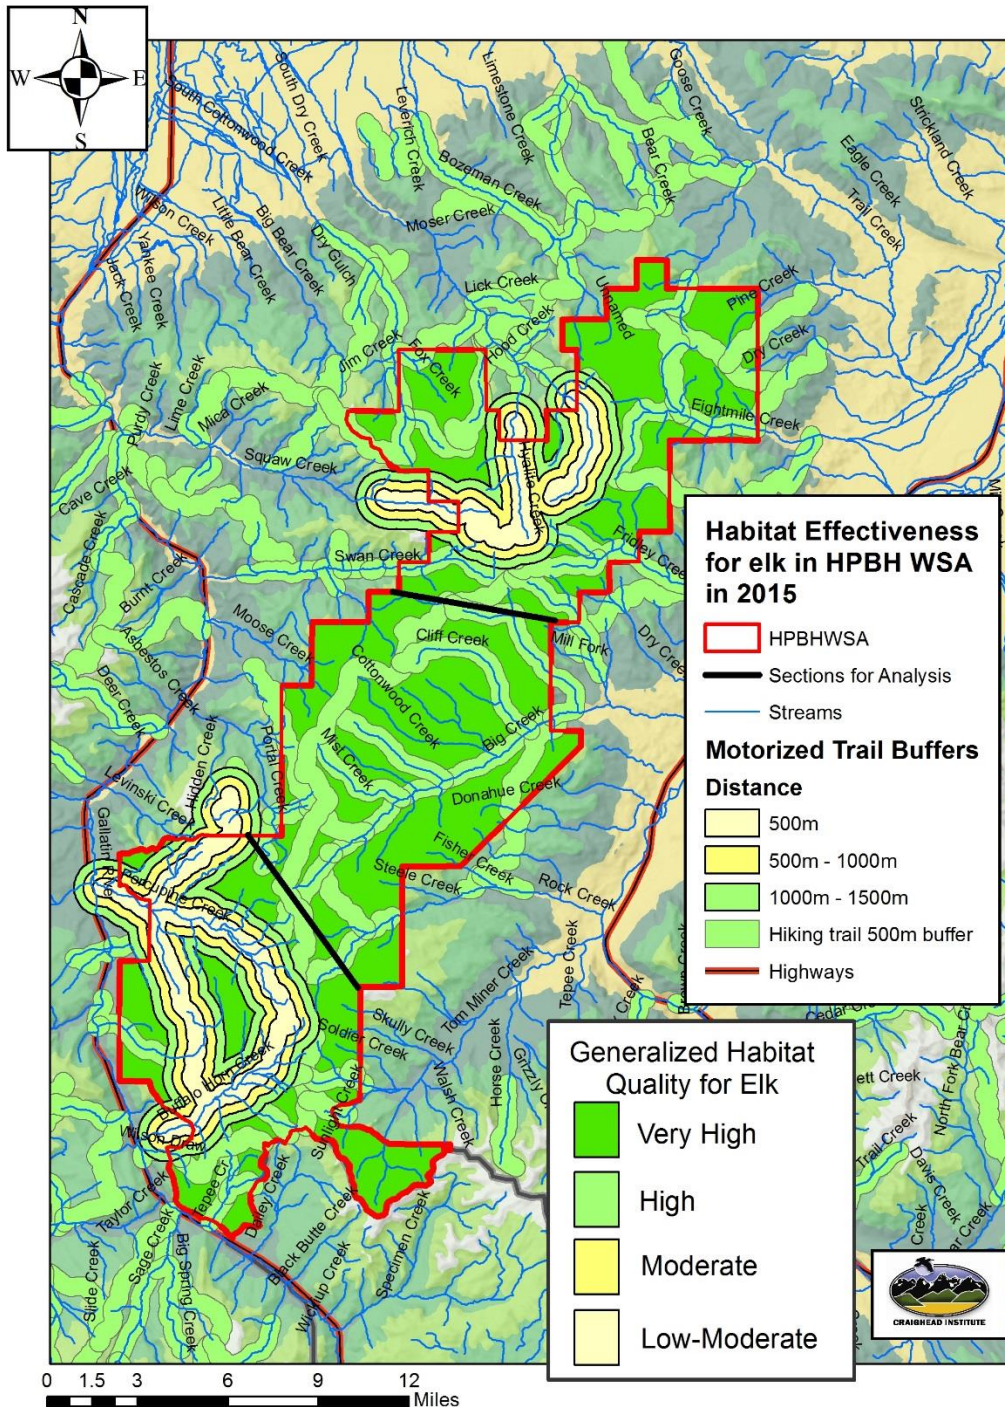 N
W E
S
South Cottonwood Creek
South Dry Creek
Leverich Creek
Limestone Creek
Goose Creek
Strickland Creek
Eagle Creek
Trail Creek
Bear Creek
Bozeman Creek
Moser Creek
Wilson Creek
Yankee Creek
Jack Creek
Little Bear Creek
Big Bear Creek
Dry Gulch
Lick Creek
Unnamed
Pine Creek
Hood Creek
Fox Creek
Jim Creek
Dry Creek
Eightmile Creek
Purdy Creek
Lime Creek
Mica Creek
Squaw Creek
Hyalite Creek
Cave Creek
Cascade Creek
Swan Creek
Fridley Creek
Burnt Creek
Moose Creek
Cliff Creek
Mill Fork
Dry Creek
Asbestos Creek
Deer Creek
Cottonwood Creek
Big Creek
Mist Creek
Portal Creek
Hidden Creek
Levinski Creek
Donahue Creek
Fisher Creek
Steele Creek
Rock Creek
Gallatin River
Porcupine Creek
Tepee Creek
Tom Miner Creek
Skully Creek
Soldier Creek
Walsh Creek
Horse Creek
Buffalo Horn Creek
Wilson Draw
Sunlight Creek
Tepee Cr
Dailey Creek
Taylor Creek
Sage Creek
Slide Creek
Big Spring Creek
Black Butte Creek
Wickiup Creek
Specimen Creek
North Fork Bear
Trail Creek
Daws Creek
Creek
Habitat Effectiveness
for elk in HPBH WSA
in 2015
HPBHWSA
Sections for Analysis
Streams
Motorized Trail Buffers
Distance
500m
500m - 1000m
1000m - 1500m
Hiking trail 500m buffer
Highways
Generalized Habitat
Quality for Elk
Very High
High
Moderate
Low-Moderate
CRAIGHEAD INSTITUTE
0 1.5 3 6 9 12
Miles